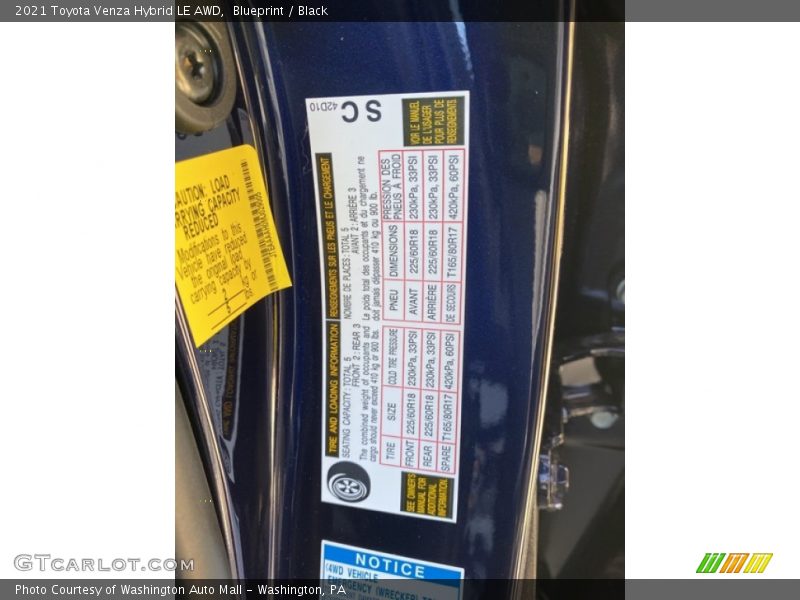 2021 Toyota Venza Hybrid LE AWD,  Blueprint / Black
SC
42D10
TIRE AND LOADING INFORMATION
RENSEIGNEMENTS SUR LES PNEUS ET LE CHARGEMENT
SEATING CAPACITY: TOTAL 5
FRONT 2: REAR 3
NOMBRE DE PLACES: TOTAL 5
AVANT 2: ARRIÈRE 3
The combined weight of occupants and
cargo should never exceed 410 kg or 900 lbs.
Le poids total des occupants et du chargement ne
doit jamais dépasser 410 kg ou 900 lb.
TIRE SIZE COLD TIRE PRESSURE
FRONT 225/60R18 230kPa, 33PSI
REAR 225/60R18 230kPa, 33PSI
SPARE T165/80R17 420kPa, 60PSI
PNEU DIMENSIONS PRESSION DES PNEUS À FROID
AVANT 225/60R18 230kPa, 33PSI
ARRIÈRE 225/60R18 230kPa, 33PSI
DE SECOURS T165/80R17 420kPa, 60PSI
SEE OWNER'S
MANUAL FOR
ADDITIONAL
INFORMATION
VOIR LE MANUEL
DE L'USAGER
POUR PLUS DE
RENSEIGNEMENTS
CAUTION: LOAD
CARRYING CAPACITY
REDUCED
Modifications to this
vehicle have reduced
the original load
carrying capacity by
2 kg or
5 lbs
NOTICE
(4WD VEHICLE
EMERGENCY (WRECKER)
GTCarlot.com
Photo Courtesy of Washington Auto Mall – Washington, PA